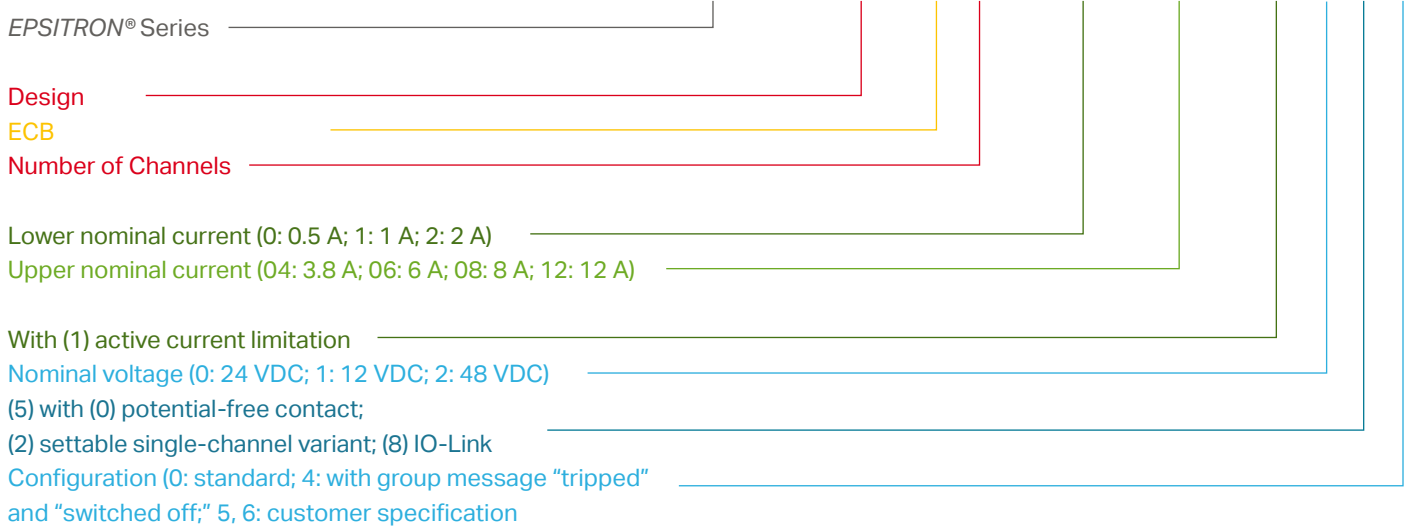 EPSITRON® Series
Design
ECB
Number of Channels
Lower nominal current (0: 0.5 A; 1: 1 A; 2: 2 A)
Upper nominal current (04: 3.8 A; 06: 6 A; 08: 8 A; 12: 12 A)
With (1) active current limitation
Nominal voltage (0: 24 VDC; 1: 12 VDC; 2: 48 VDC)
(5) with (0) potential-free contact;
(2) settable single-channel variant; (8) IO-Link
Configuration (0: standard; 4: with group message “tripped”
and “switched off;” 5, 6: customer specification